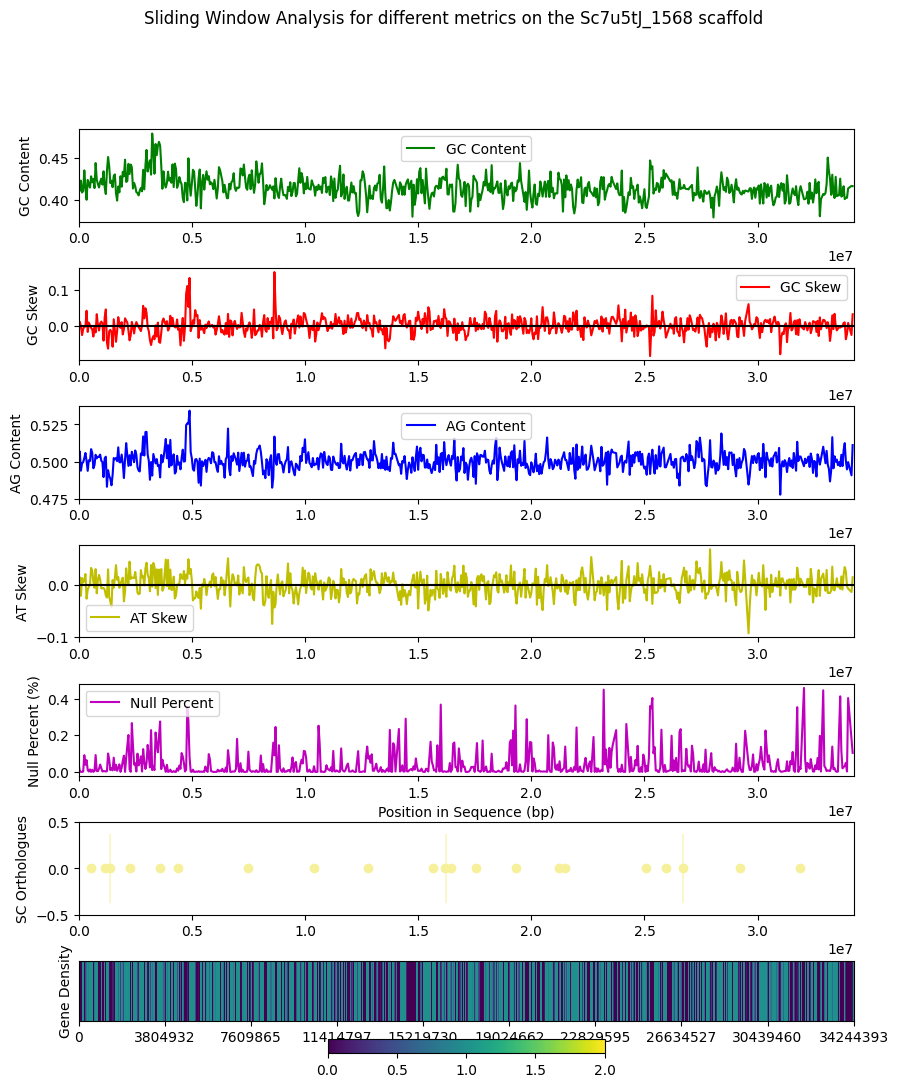 Sliding Window Analysis for different metrics on the Sc7u5tJ_1568 scaffold
GC Content
GC Content
0.45
0.40
0.0 0.5 1.0 1.5 2.0 2.5 3.0
1e7
GC Skew
GC Skew
0.1
0.0
0.0 0.5 1.0 1.5 2.0 2.5 3.0
1e7
AG Content
AG Content
0.525
0.500
0.475
0.0 0.5 1.0 1.5 2.0 2.5 3.0
1e7
AT Skew
AT Skew
0.0
−0.1
0.0 0.5 1.0 1.5 2.0 2.5 3.0
1e7
Null Percent (%)
Null Percent
0.4
0.2
0.0
0.0 0.5 1.0 1.5 2.0 2.5 3.0
1e7
Position in Sequence (bp)
SC Orthologues
0.5
0.0
−0.5
0.0 0.5 1.0 1.5 2.0 2.5 3.0
1e7
Gene Density
0 3804932 7609865 26634527 30439460 34244393
0.0 0.5 1.0 1.5 2.0